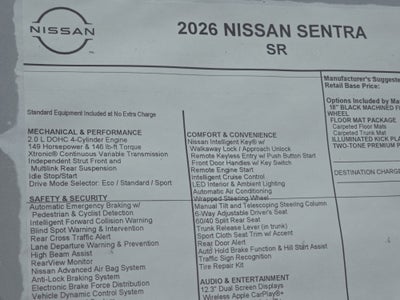 NISSAN
2026 NISSAN SENTRA
SR
Standard Equipment Included at No Extra Charge
MECHANICAL & PERFORMANCE
2.0 L DOHC 4-Cylinder Engine
149 Horsepower & 146 lb-ft Torque
Xtronic® Continuous Variable Transmission
Independent Strut Front and
Multilink Rear Suspension
Idle Stop/Start
Drive Mode Selector: Eco / Standard / Sport
SAFETY & SECURITY
Automatic Emergency Braking w/
Pedestrian & Cyclist Detection
Intelligent Forward Collision Warning
Blind Spot Warning & Intervention
Rear Cross Traffic Alert
Lane Departure Warning & Prevention
High Beam Assist
RearView Monitor
Nissan Advanced Air Bag System
Anti-Lock Braking System
Electronic Brake Force Distribution
Vehicle Dynamic Control System
COMFORT & CONVENIENCE
Nissan Intelligent Key® w/
Walkaway Lock / Approach Unlock
Remote Keyless Entry w/ Push Button Start
Front Door Handles w/ Key Switch
Remote Engine Start
Intelligent Cruise Control
LED Interior & Ambient Lighting
Automatic Air Conditioning
Wrapped Steering Wheel
Manual Tilt and Telescoping Steering Column
6-Way Adjustable Driver's Seat
60/40 Split Rear Seat
Trunk Release Lever (in trunk)
Sport Cloth Seat Trim w/ Accent
Rear Door Alert
Auto Hold Brake Function & Hill Start Assist
Traffic Sign Recognition
Tire Repair Kit
AUDIO & ENTERTAINMENT
12.3" Dual Screen Displays
Wireless Apple CarPlay®
Manufacturer's Suggeste
Retail Base Price:
Options Included by Ma
18" BLACK MACHINED F
WHEEL
FLOOR MAT PACKAGE
Carpeted Floor Mats
Carpeted Trunk Mat
ILLUMINATED KICK PLA
TWO-TONE PREMIUM P
DESTINATION CHARGE